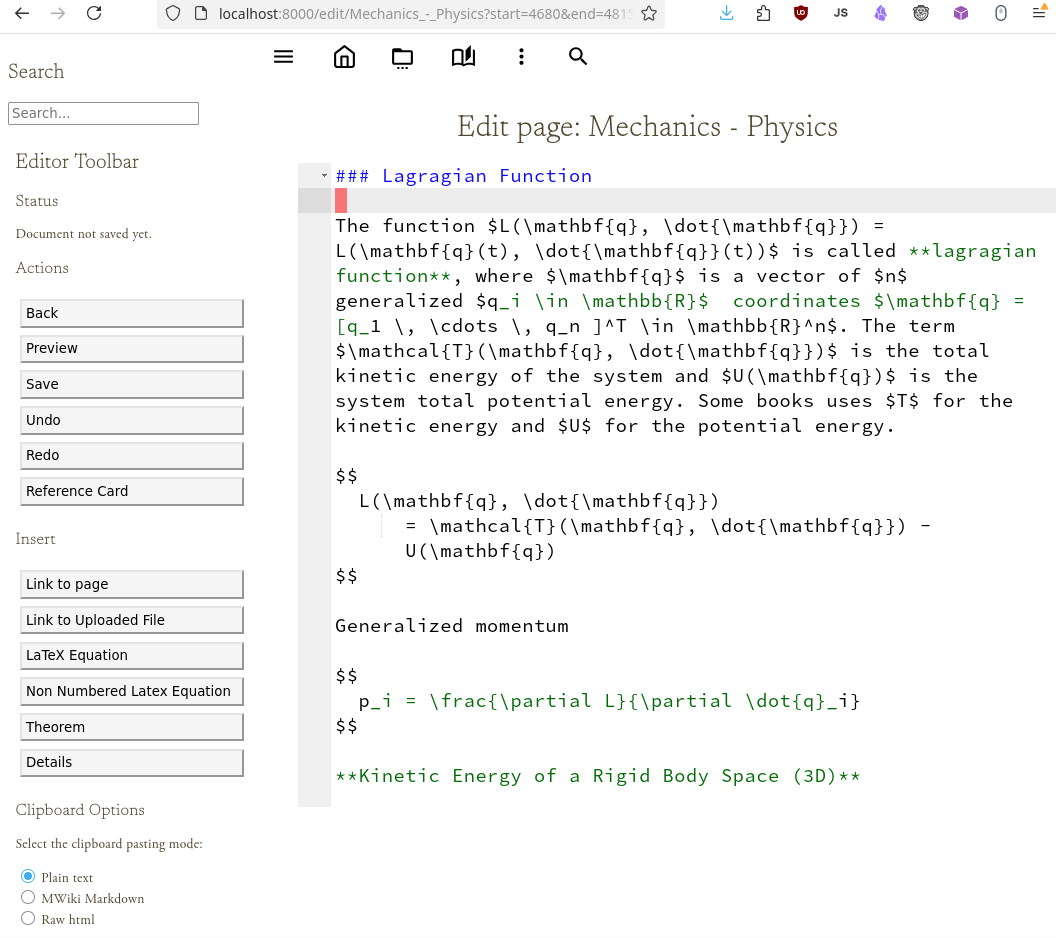 localhost:8000/edit/Mechanics_-_Physics?start=4680&end=4815
JS
Search
Search...
Editor Toolbar
Status
Document not saved yet.
Actions
Back
Preview
Save
Undo
Redo
Reference Card
Insert
Link to page
Link to Uploaded File
LaTeX Equation
Non Numbered Latex Equation
Theorem
Details
Clipboard Options
Select the clipboard pasting mode:
Plain text
MWiki Markdown
Raw html
Edit page: Mechanics - Physics
### Lagragian Function
The function $L(\mathbf{q}, \dot{\mathbf{q}}) =
L(\mathbf{q}(t), \dot{\mathbf{q}}(t))$ is called **lagragian
function**, where $\mathbf{q}$ is a vector of $n$
generalized $q_i \in \mathbb{R}$  coordinates $\mathbf{q} =
[q_1 \, \cdots \, q_n ]^T \in \mathbb{R}^n$. The term
$\mathcal{T}(\mathbf{q}, \dot{\mathbf{q}})$ is the total
kinetic energy of the system and $U(\mathbf{q})$ is the
system total potential energy. Some books uses $T$ for the
kinetic energy and $U$ for the potential energy.
$$
L(\mathbf{q}, \dot{\mathbf{q}})
= \mathcal{T}(\mathbf{q}, \dot{\mathbf{q}}) -
U(\mathbf{q})
$$
Generalized momentum
$$
p_i = \frac{\partial L}{\partial \dot{q}_i}
$$
**Kinetic Energy of a Rigid Body Space (3D)**